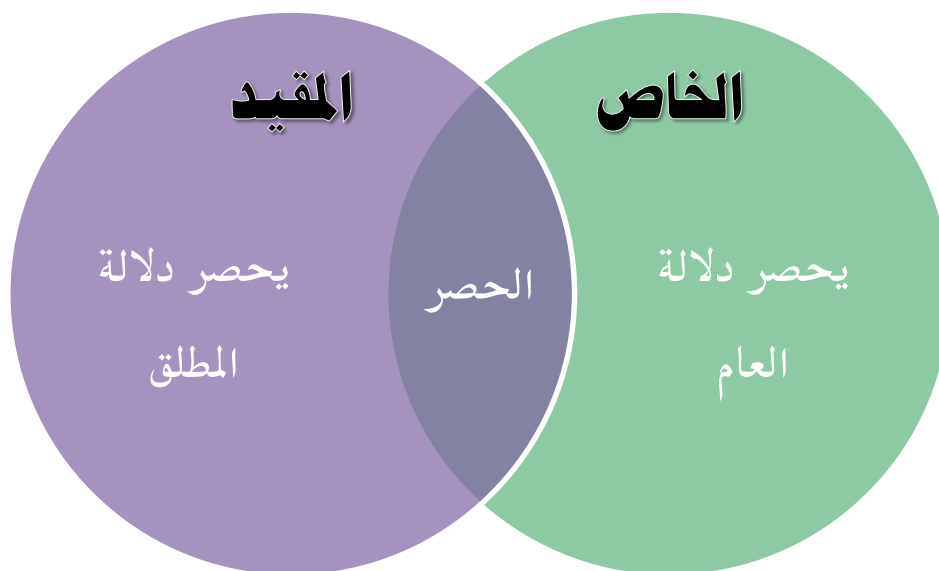 الخاص
يحصر دلالة
العام
الحصر
المقيد
يحصر دلالة
المطلق